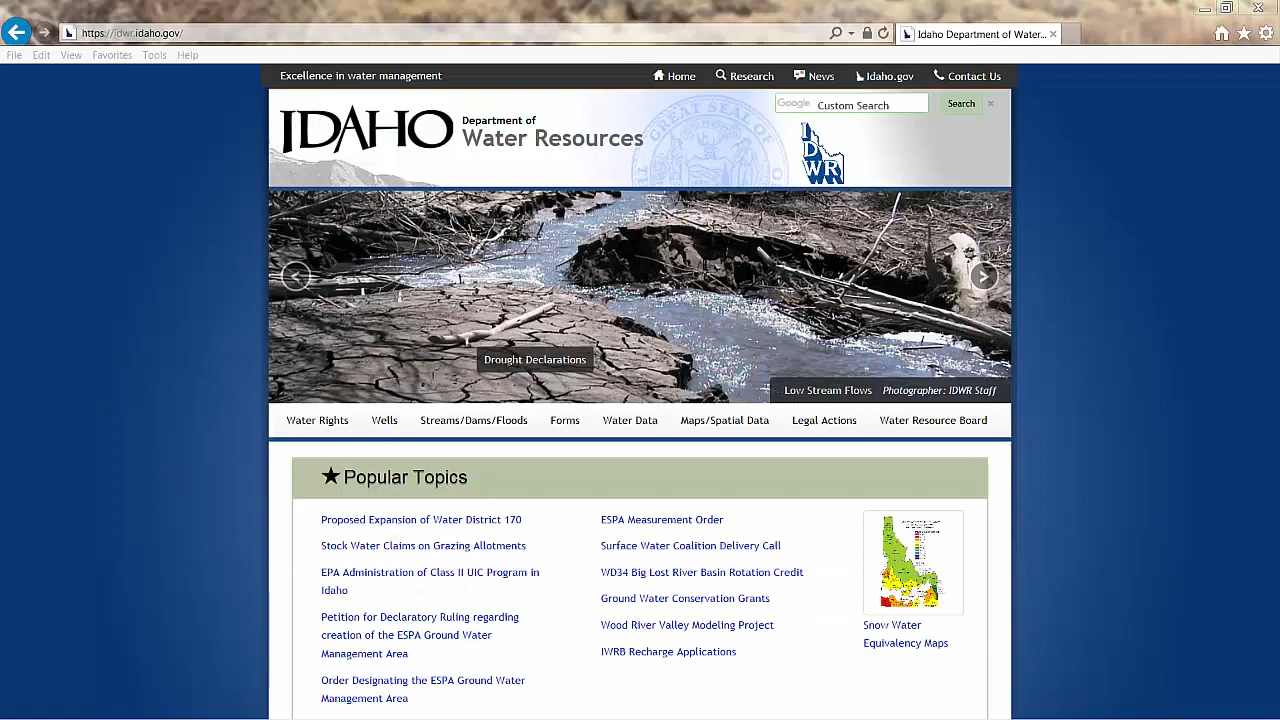 https://idwr.idaho.gov/
Idaho Department of Water...
File Edit View Favorites Tools Help
Excellence in water management
Home Research News Idaho.gov Contact Us
Google Custom Search Search
IDAHO Department of
Water Resources
IDWR
Drought Declarations
Low Stream Flows Photographer: IDWR Staff
Water Rights Wells Streams/Dams/Floods Forms Water Data Maps/Spatial Data Legal Actions Water Resource Board
★ Popular Topics
Proposed Expansion of Water District 170
Stock Water Claims on Grazing Allotments
EPA Administration of Class II UIC Program in
Idaho
Petition for Declaratory Ruling regarding
creation of the ESPA Ground Water
Management Area
Order Designating the ESPA Ground Water
Management Area
ESPA Measurement Order
Surface Water Coalition Delivery Call
WD34 Big Lost River Basin Rotation Credit
Ground Water Conservation Grants
Wood River Valley Modeling Project
IWRB Recharge Applications
Snow Water
Equivalency Maps